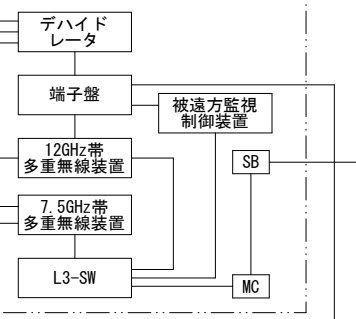 デハイド
レータ
端子盤
被遠方監視
制御装置
12GHz帯
多重無線装置
SB
7.5GHz帯
多重無線装置
L3-SW
MC